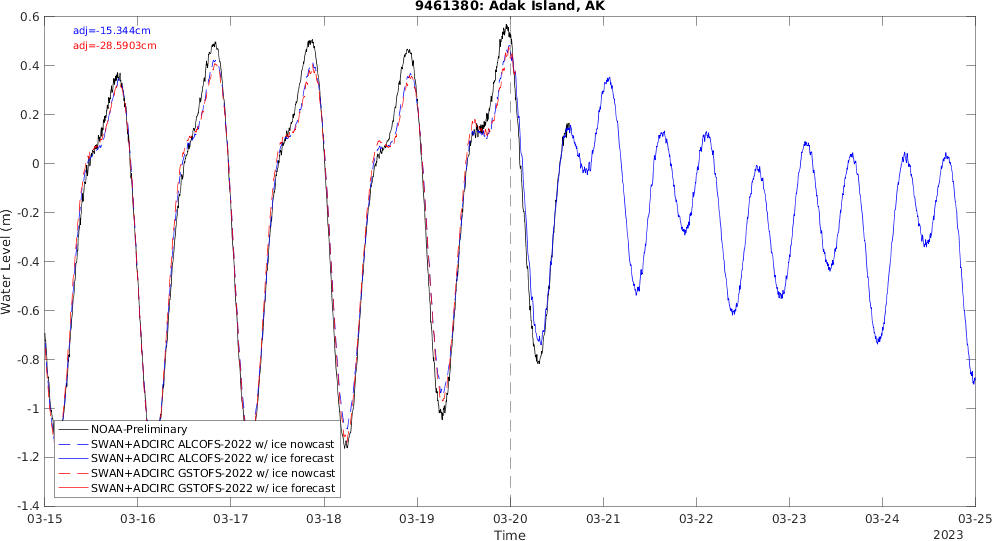 9461380: Adak Island, AK
adj=-15.344cm
adj=-28.5903cm
Water Level (m)
0.6
0.4
0.2
0
-0.2
-0.4
-0.6
-0.8
-1
-1.2
-1.4
NOAA-Preliminary
SWAN+ADCIRC ALCOFS-2022 w/ ice nowcast
SWAN+ADCIRC ALCOFS-2022 w/ ice forecast
SWAN+ADCIRC GSTOFS-2022 w/ ice nowcast
SWAN+ADCIRC GSTOFS-2022 w/ ice forecast
03-15 03-16 03-17 03-18 03-19 03-20 03-21 03-22 03-23 03-24 03-25
Time
2023